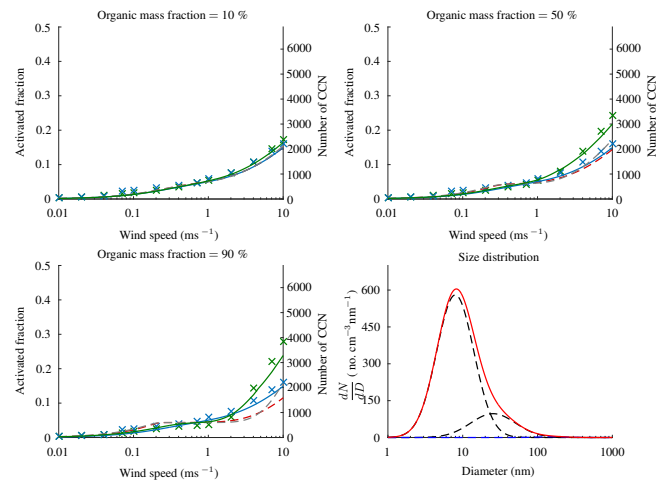 Organic mass fraction = 10 %
0.5
0.4
0.3
0.2
0.1
0
Activated fraction
6000
5000
4000
3000
2000
1000
0
Number of CCN
0.01 0.1 1 10
Wind speed (ms −1)
Organic mass fraction = 50 %
0.5
0.4
0.3
0.2
0.1
0
Activated fraction
6000
5000
4000
3000
2000
1000
0
Number of CCN
0.01 0.1 1 10
Wind speed (ms −1)
Organic mass fraction = 90 %
0.5
0.4
0.3
0.2
0.1
0
Activated fraction
6000
5000
4000
3000
2000
1000
0
Number of CCN
0.01 0.1 1 10
Wind speed (ms −1)
Size distribution
600
450
300
150
0
dN/dD ( no. cm−3 nm−1)
1 10 100 1000
Diameter (nm)